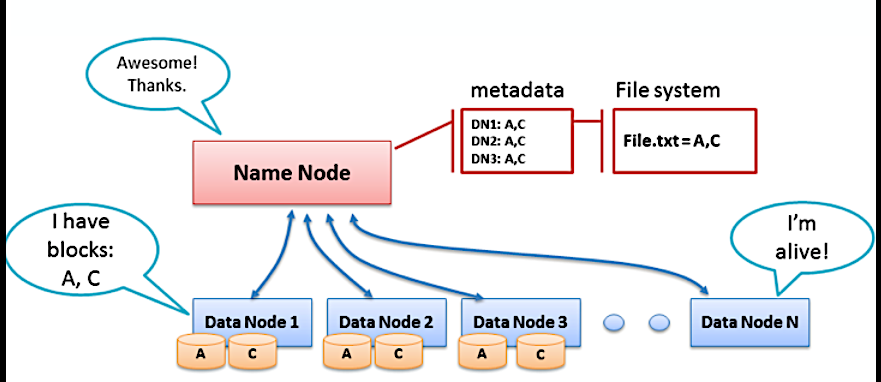 Awesome!
Thanks.
metadata
File system
DN1: A,C
DN2: A,C
DN3: A,C
File.txt = A,C
Name Node
I have
blocks:
A, C
I'm
alive!
Data Node 1
Data Node 2
Data Node 3
Data Node N
A
C
A
C
A
C